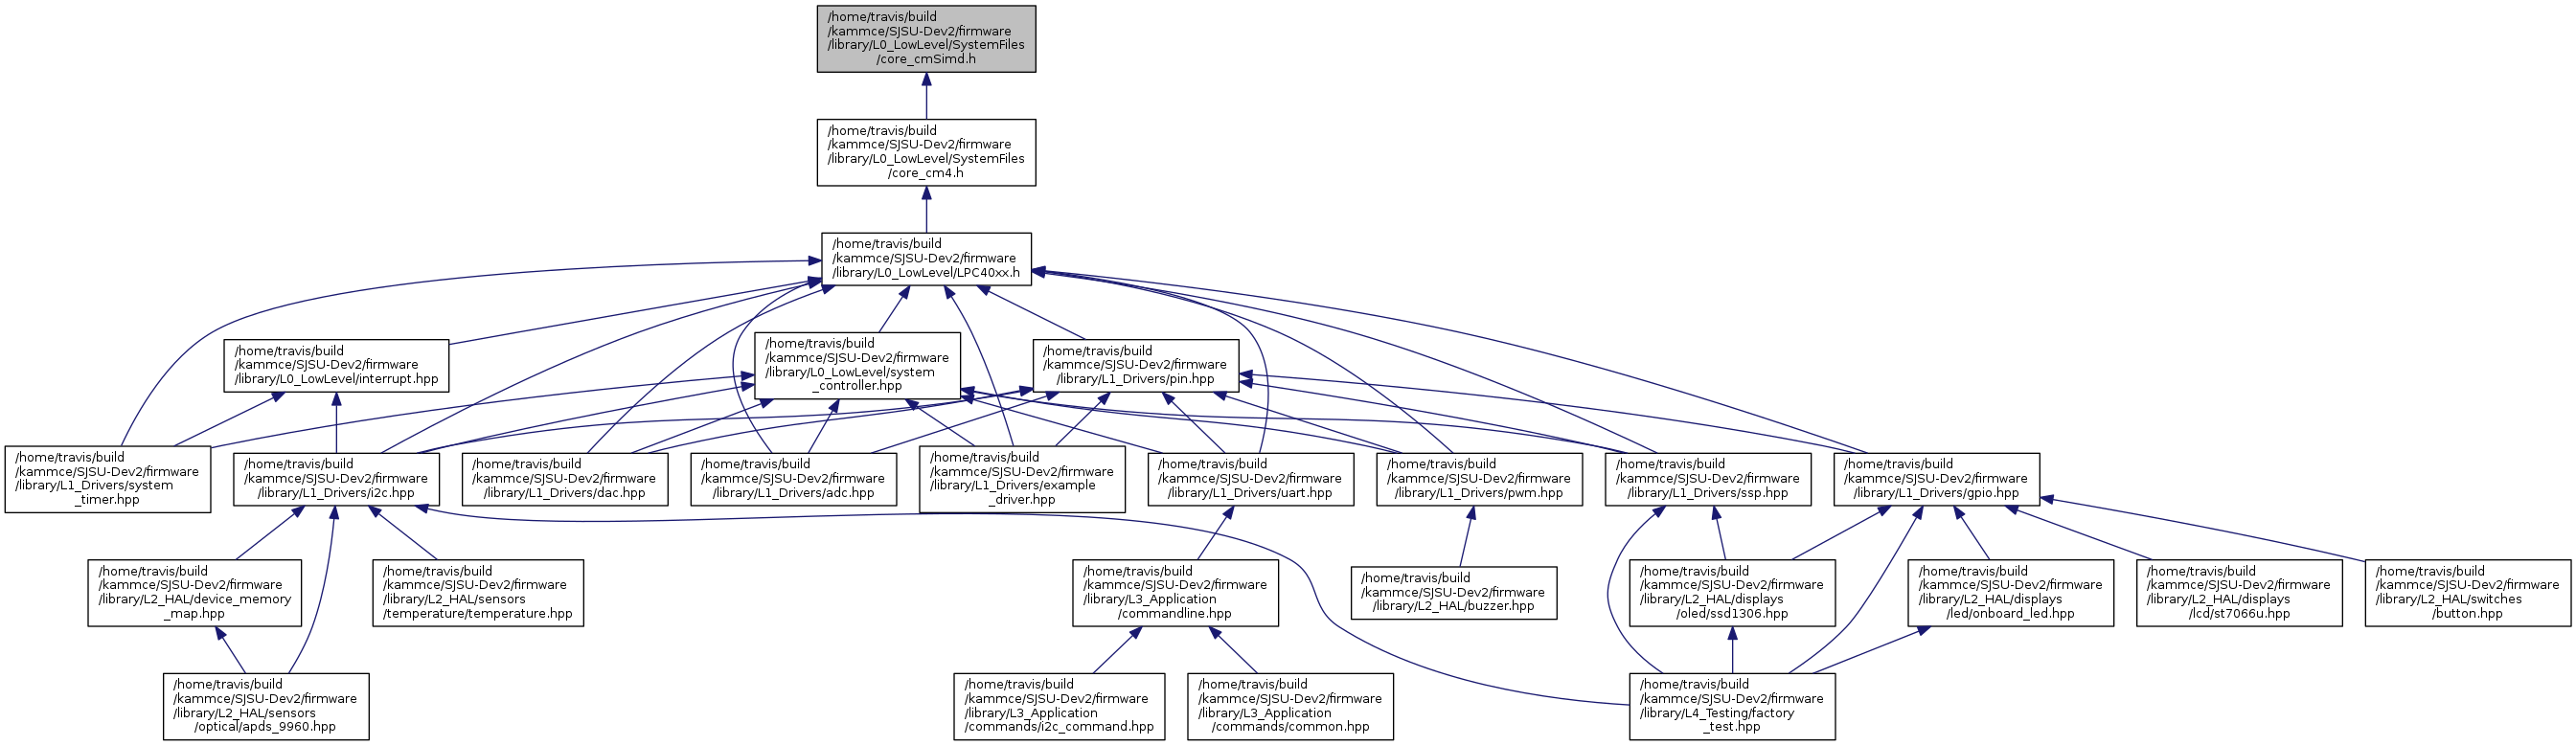 /home/travis/build
/kammce/SJSU-Dev2/firmware
/library/L0_LowLevel/SystemFiles
/core_cmSimd.h
/home/travis/build
/kammce/SJSU-Dev2/firmware
/library/L0_LowLevel/SystemFiles
/core_cm4.h
/home/travis/build
/kammce/SJSU-Dev2/firmware
/library/L0_LowLevel/LPC40xx.h
/home/travis/build
/kammce/SJSU-Dev2/firmware
/library/L0_LowLevel/interrupt.hpp
/home/travis/build
/kammce/SJSU-Dev2/firmware
/library/L0_LowLevel/system
_controller.hpp
/home/travis/build
/kammce/SJSU-Dev2/firmware
/library/L1_Drivers/pin.hpp
/home/travis/build
/kammce/SJSU-Dev2/firmware
/library/L1_Drivers/system
_timer.hpp
/home/travis/build
/kammce/SJSU-Dev2/firmware
/library/L1_Drivers/i2c.hpp
/home/travis/build
/kammce/SJSU-Dev2/firmware
/library/L1_Drivers/dac.hpp
/home/travis/build
/kammce/SJSU-Dev2/firmware
/library/L1_Drivers/adc.hpp
/home/travis/build
/kammce/SJSU-Dev2/firmware
/library/L1_Drivers/example
_driver.hpp
/home/travis/build
/kammce/SJSU-Dev2/firmware
/library/L1_Drivers/uart.hpp
/home/travis/build
/kammce/SJSU-Dev2/firmware
/library/L1_Drivers/pwm.hpp
/home/travis/build
/kammce/SJSU-Dev2/firmware
/library/L1_Drivers/ssp.hpp
/home/travis/build
/kammce/SJSU-Dev2/firmware
/library/L1_Drivers/gpio.hpp
/home/travis/build
/kammce/SJSU-Dev2/firmware
/library/L2_HAL/device_memory
_map.hpp
/home/travis/build
/kammce/SJSU-Dev2/firmware
/library/L2_HAL/sensors
/temperature/temperature.hpp
/home/travis/build
/kammce/SJSU-Dev2/firmware
/library/L3_Application
/commandline.hpp
/home/travis/build
/kammce/SJSU-Dev2/firmware
/library/L2_HAL/buzzer.hpp
/home/travis/build
/kammce/SJSU-Dev2/firmware
/library/L2_HAL/displays
/oled/ssd1306.hpp
/home/travis/build
/kammce/SJSU-Dev2/firmware
/library/L2_HAL/displays
/led/onboard_led.hpp
/home/travis/build
/kammce/SJSU-Dev2/firmware
/library/L2_HAL/displays
/lcd/st7066u.hpp
/home/travis/build
/kammce/SJSU-Dev2/firmware
/library/L2_HAL/switches
/button.hpp
/home/travis/build
/kammce/SJSU-Dev2/firmware
/library/L2_HAL/sensors
/optical/apds_9960.hpp
/home/travis/build
/kammce/SJSU-Dev2/firmware
/library/L3_Application
/commands/i2c_command.hpp
/home/travis/build
/kammce/SJSU-Dev2/firmware
/library/L3_Application
/commands/common.hpp
/home/travis/build
/kammce/SJSU-Dev2/firmware
/library/L4_Testing/factory
_test.hpp